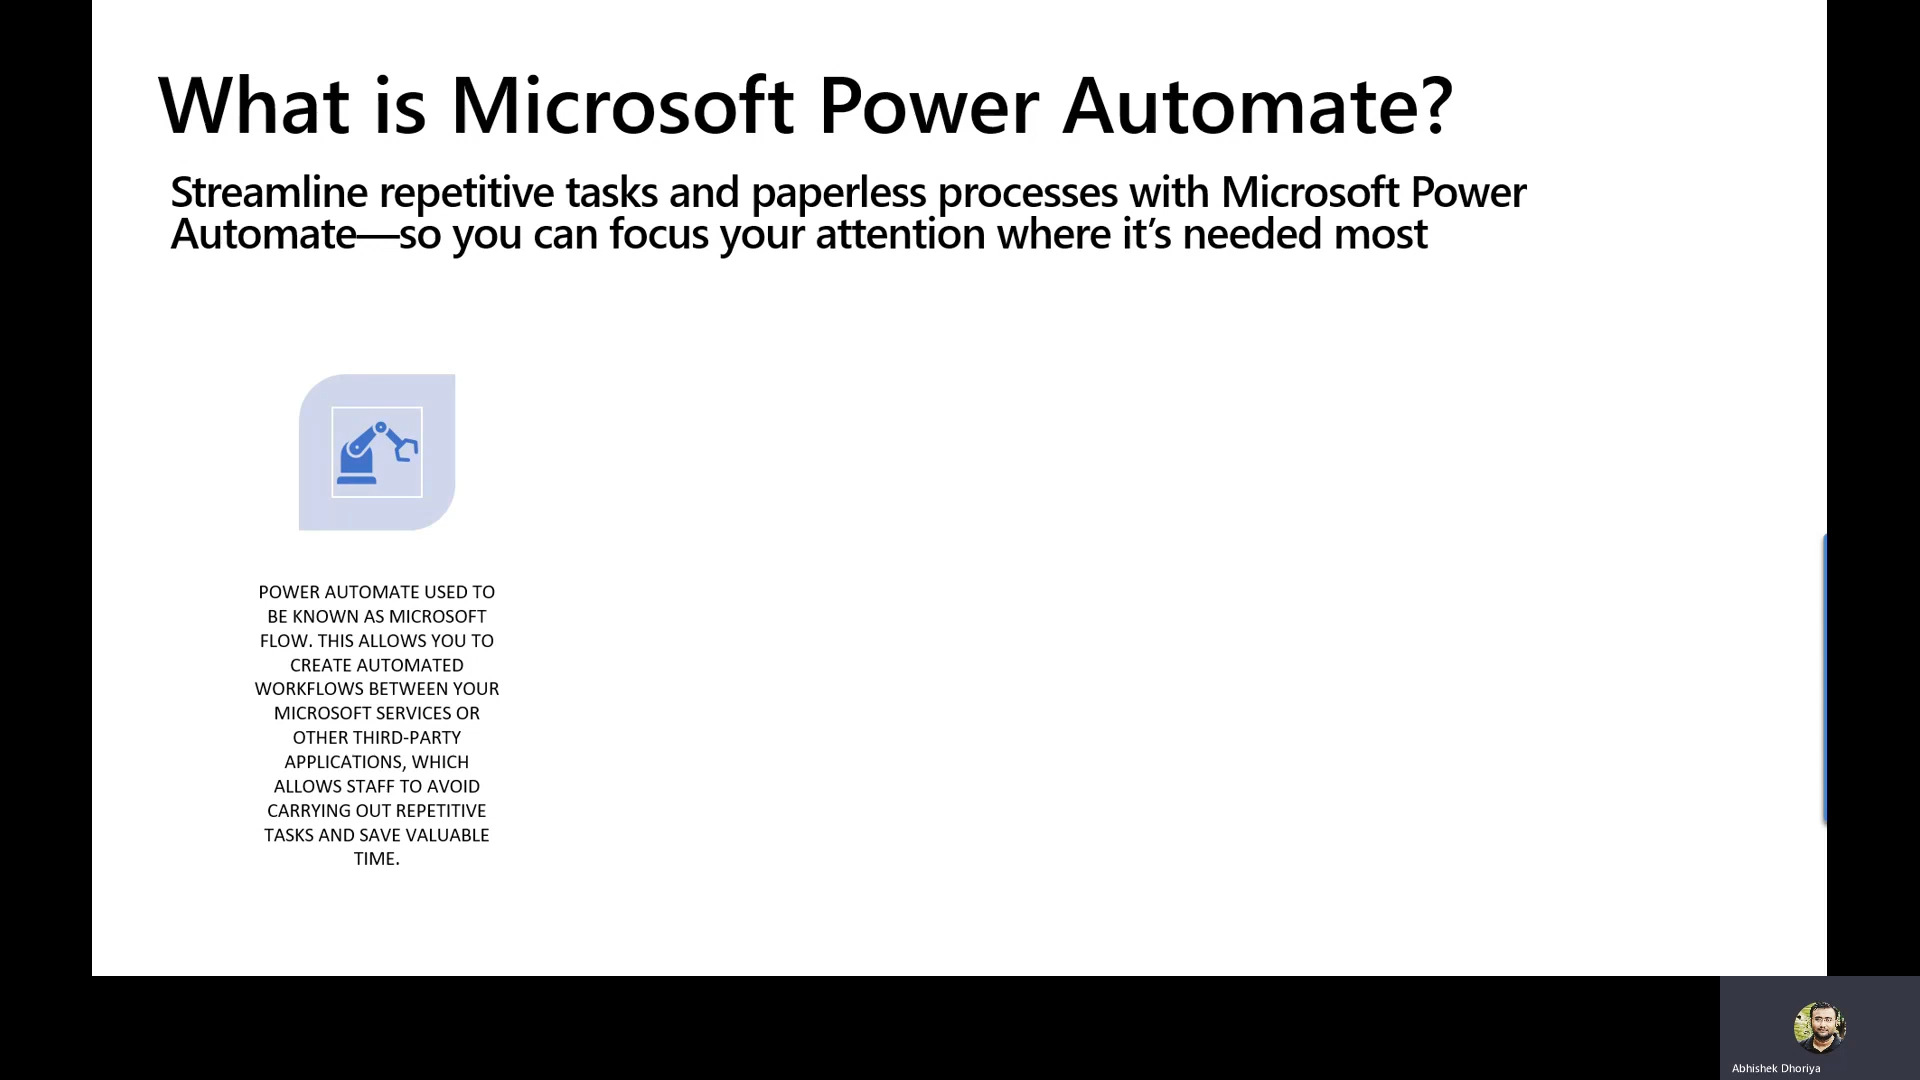 What is Microsoft Power Automate?
Streamline repetitive tasks and paperless processes with Microsoft Power
Automate—so you can focus your attention where it’s needed most
POWER AUTOMATE USED TO
BE KNOWN AS MICROSOFT
FLOW. THIS ALLOWS YOU TO
CREATE AUTOMATED
WORKFLOWS BETWEEN YOUR
MICROSOFT SERVICES OR
OTHER THIRD-PARTY
APPLICATIONS, WHICH
ALLOWS STAFF TO AVOID
CARRYING OUT REPETITIVE
TASKS AND SAVE VALUABLE
TIME.
Abhishek Dhoriya